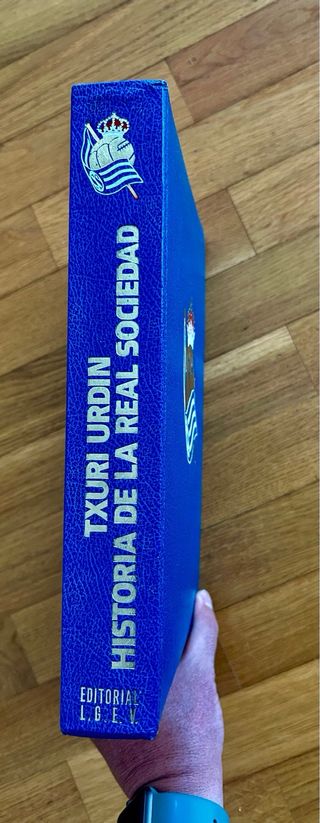 TXURI URDIN
HISTORIA DE LA REAL SOCIEDAD
EDITORIAL
L. G. E. V.